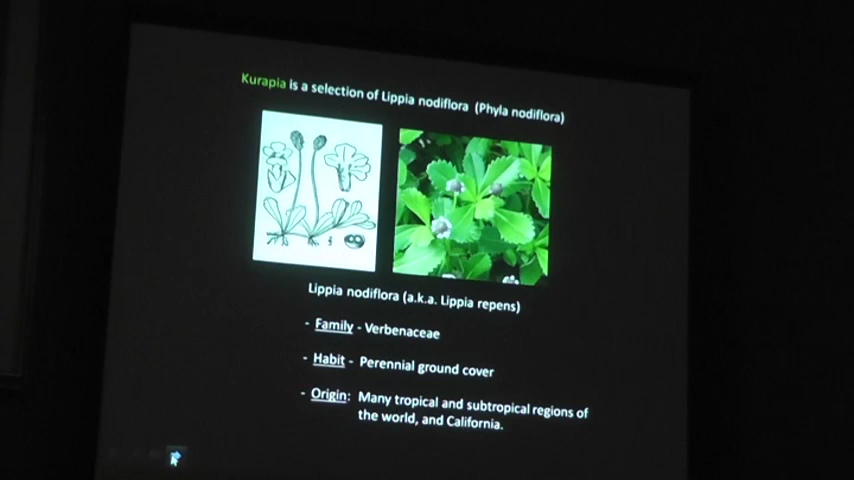 Kurapia is a selection of Lippia nodiflora (Phyla nodiflora)
Lippia nodiflora (a.k.a. Lippia repens)
- Family - Verbenaceae
- Habit - Perennial ground cover
- Origin: Many tropical and subtropical regions of
the world, and California.